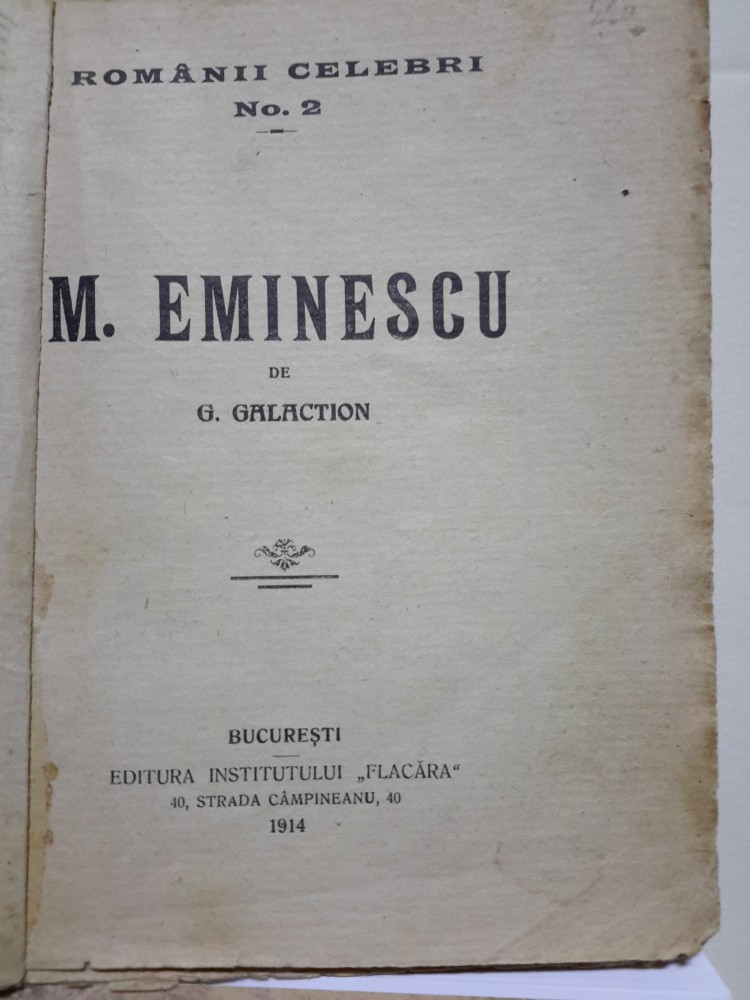 ROMÂNII CELEBRI
No. 2
M. EMINESCU
DE
G. GALACTION
BUCUREŞTI
EDITURA INSTITUTULUI „FLACĂRA“
40, STRADA CÂMPINEANU, 40
1914